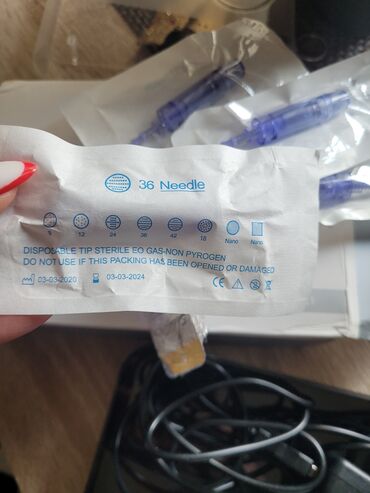 36 Needle
12 24 36 42 18 Nano Nano
DISPOSABLE TIP STERILE EO GAS-NON PYROGEN
DO NOT USE IF THIS PACKING HAS BEEN OPENED OR DAMAGED
03-03-2020 03-03-2024
CE